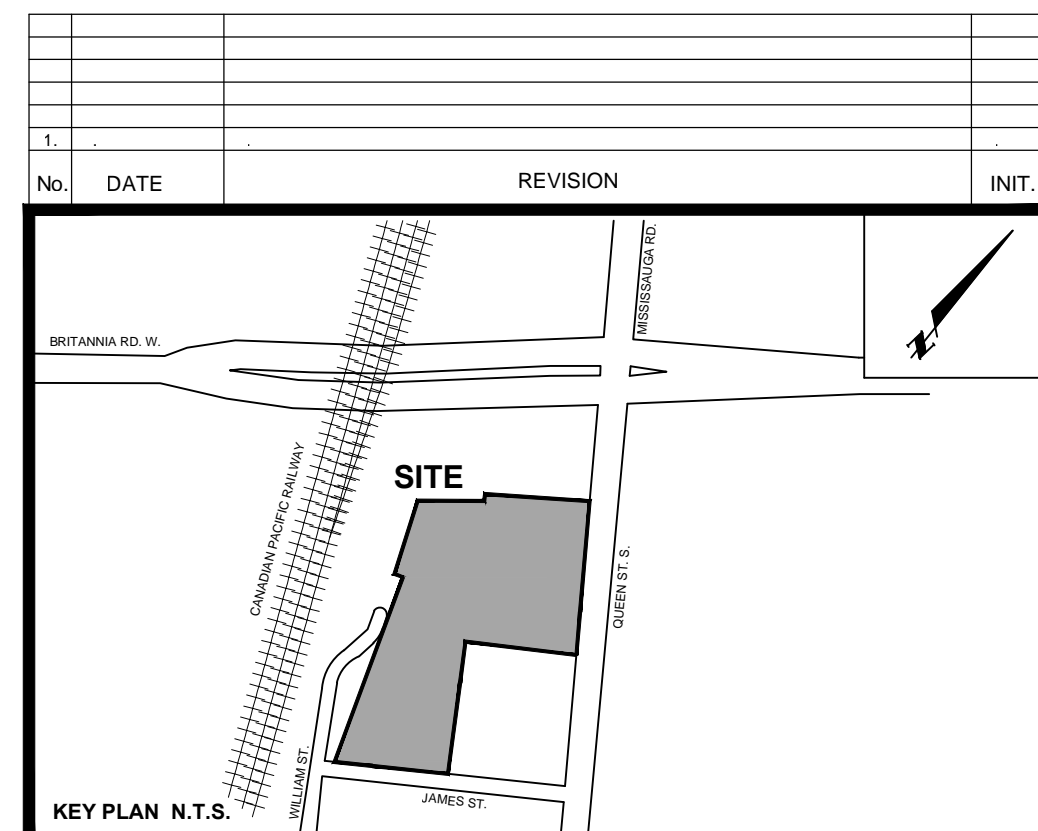 1. . . .
No. DATE REVISION INIT.
MISSISSAUGA RD.
N
BRITANNIA RD. W.
CANADIAN PACIFIC RAILWAY
SITE
QUEEN ST. S.
WILLIAM ST.
JAMES ST.
KEY PLAN N.T.S.